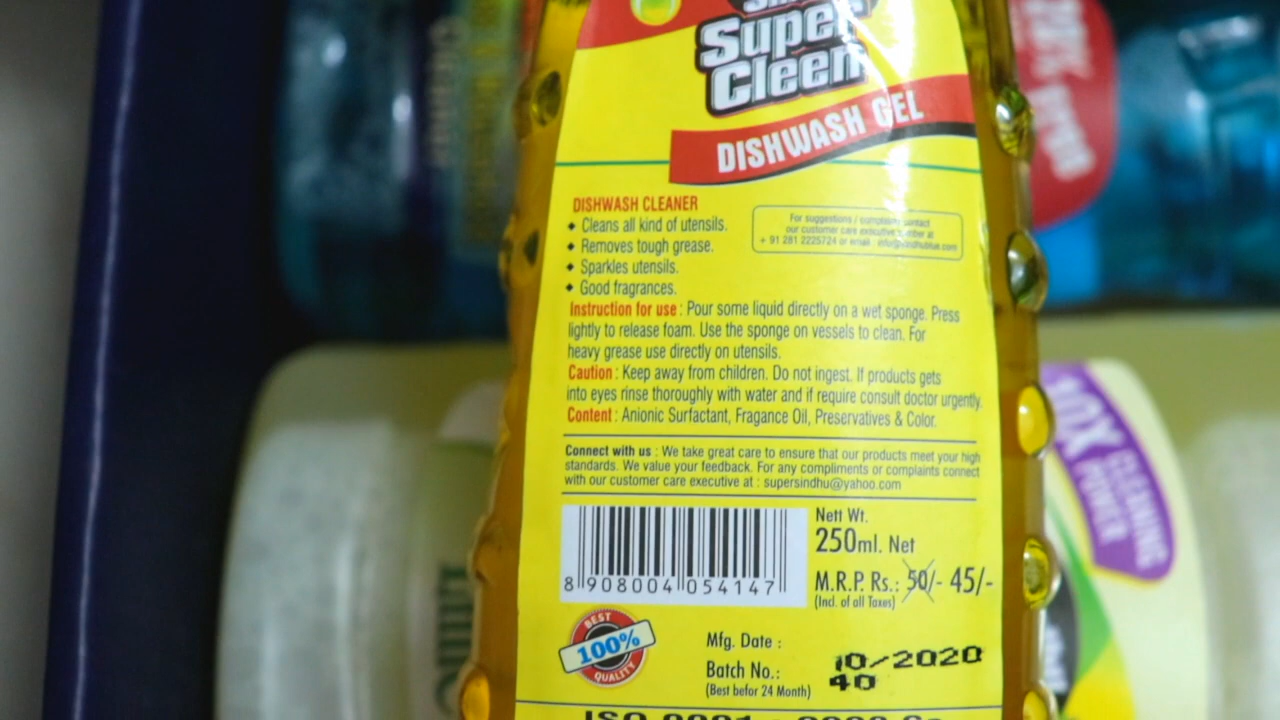 Super
Cleen
DISHWASH GEL
DISHWASH CLEANER
Cleans all kind of utensils.
Removes tough grease.
Sparkles utensils.
Good fragrances.
For suggestions / complaints contact
our customer care executive number at
+ 91 281 2225724 or email :
Instruction for use : Pour some liquid directly on a wet sponge. Press
lightly to release foam. Use the sponge on vessels to clean. For
heavy grease use directly on utensils.
Caution : Keep away from children. Do not ingest. If products gets
into eyes rinse thoroughly with water and if require consult doctor urgently.
Content : Anionic Surfactant, Fragance Oil, Preservatives & Color.
Connect with us : We take great care to ensure that our products meet your high
standards. We value your feedback. For any compliments or complaints connect
with our customer care executive at : supersindhu@yahoo.com
8 908004 054147
Nett Wt.
250ml. Net
M.R.P. Rs.: 50/- 45/-
(Incl. of all Taxes)
BEST
100%
QUALITY
Mfg. Date :
10/2020
Batch No.:
40
(Best befor 24 Month)
10X
CLEANING
POWER